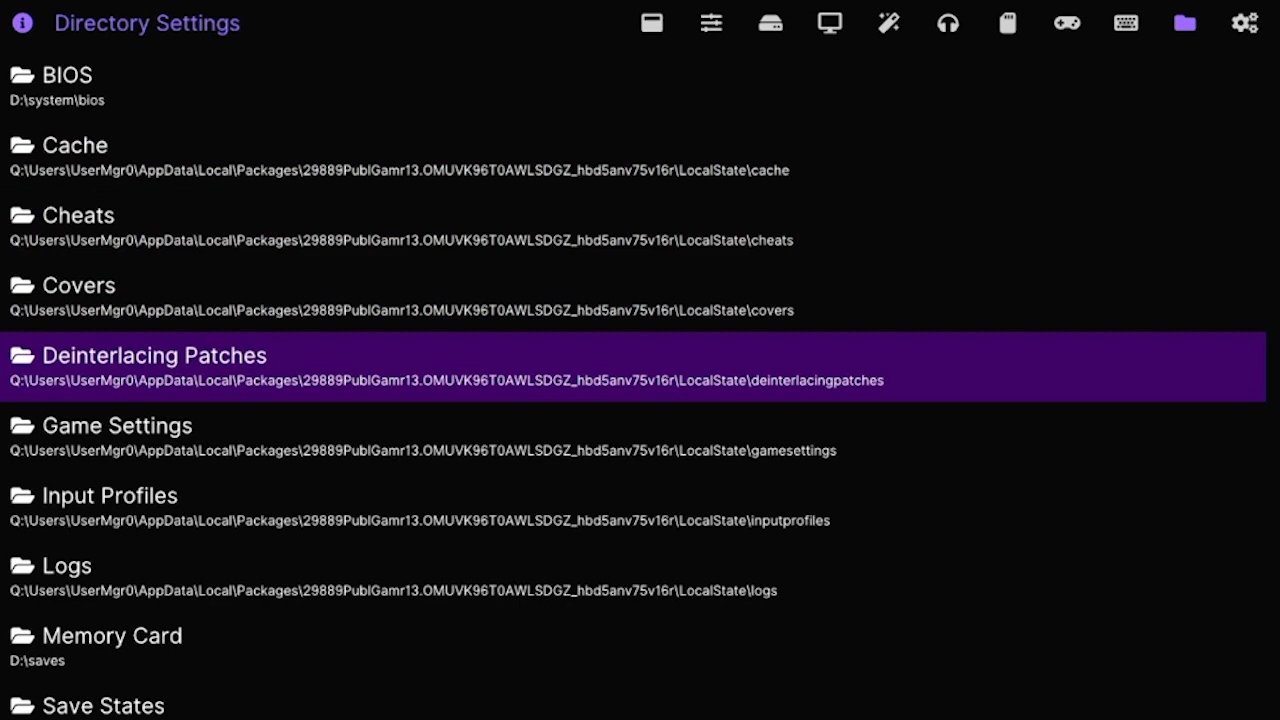 Directory Settings
BIOS
D:\system\bios
Cache
Q:\Users\UserMgr0\AppData\Local\Packages\29889PublGamr13.OMUVK96T0AWLSDGZ_hbd5anv75v16r\LocalState\cache
Cheats
Q:\Users\UserMgr0\AppData\Local\Packages\29889PublGamr13.OMUVK96T0AWLSDGZ_hbd5anv75v16r\LocalState\cheats
Covers
Q:\Users\UserMgr0\AppData\Local\Packages\29889PublGamr13.OMUVK96T0AWLSDGZ_hbd5anv75v16r\LocalState\covers
Deinterlacing Patches
Q:\Users\UserMgr0\AppData\Local\Packages\29889PublGamr13.OMUVK96T0AWLSDGZ_hbd5anv75v16r\LocalState\deinterlacingpatches
Game Settings
Q:\Users\UserMgr0\AppData\Local\Packages\29889PublGamr13.OMUVK96T0AWLSDGZ_hbd5anv75v16r\LocalState\gamesettings
Input Profiles
Q:\Users\UserMgr0\AppData\Local\Packages\29889PublGamr13.OMUVK96T0AWLSDGZ_hbd5anv75v16r\LocalState\inputprofiles
Logs
Q:\Users\UserMgr0\AppData\Local\Packages\29889PublGamr13.OMUVK96T0AWLSDGZ_hbd5anv75v16r\LocalState\logs
Memory Card
D:\saves
Save States